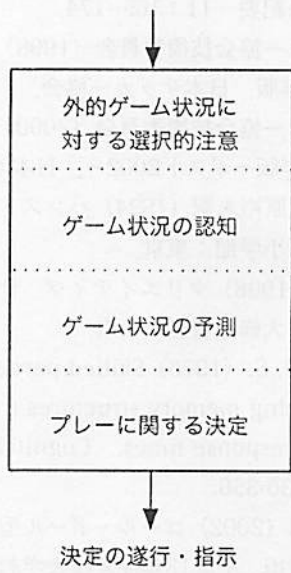 外的ゲーム状況に
対する選択的注意
ゲーム状況の認知
ゲーム状況の予測
プレーに関する決定
決定の遂行・指示